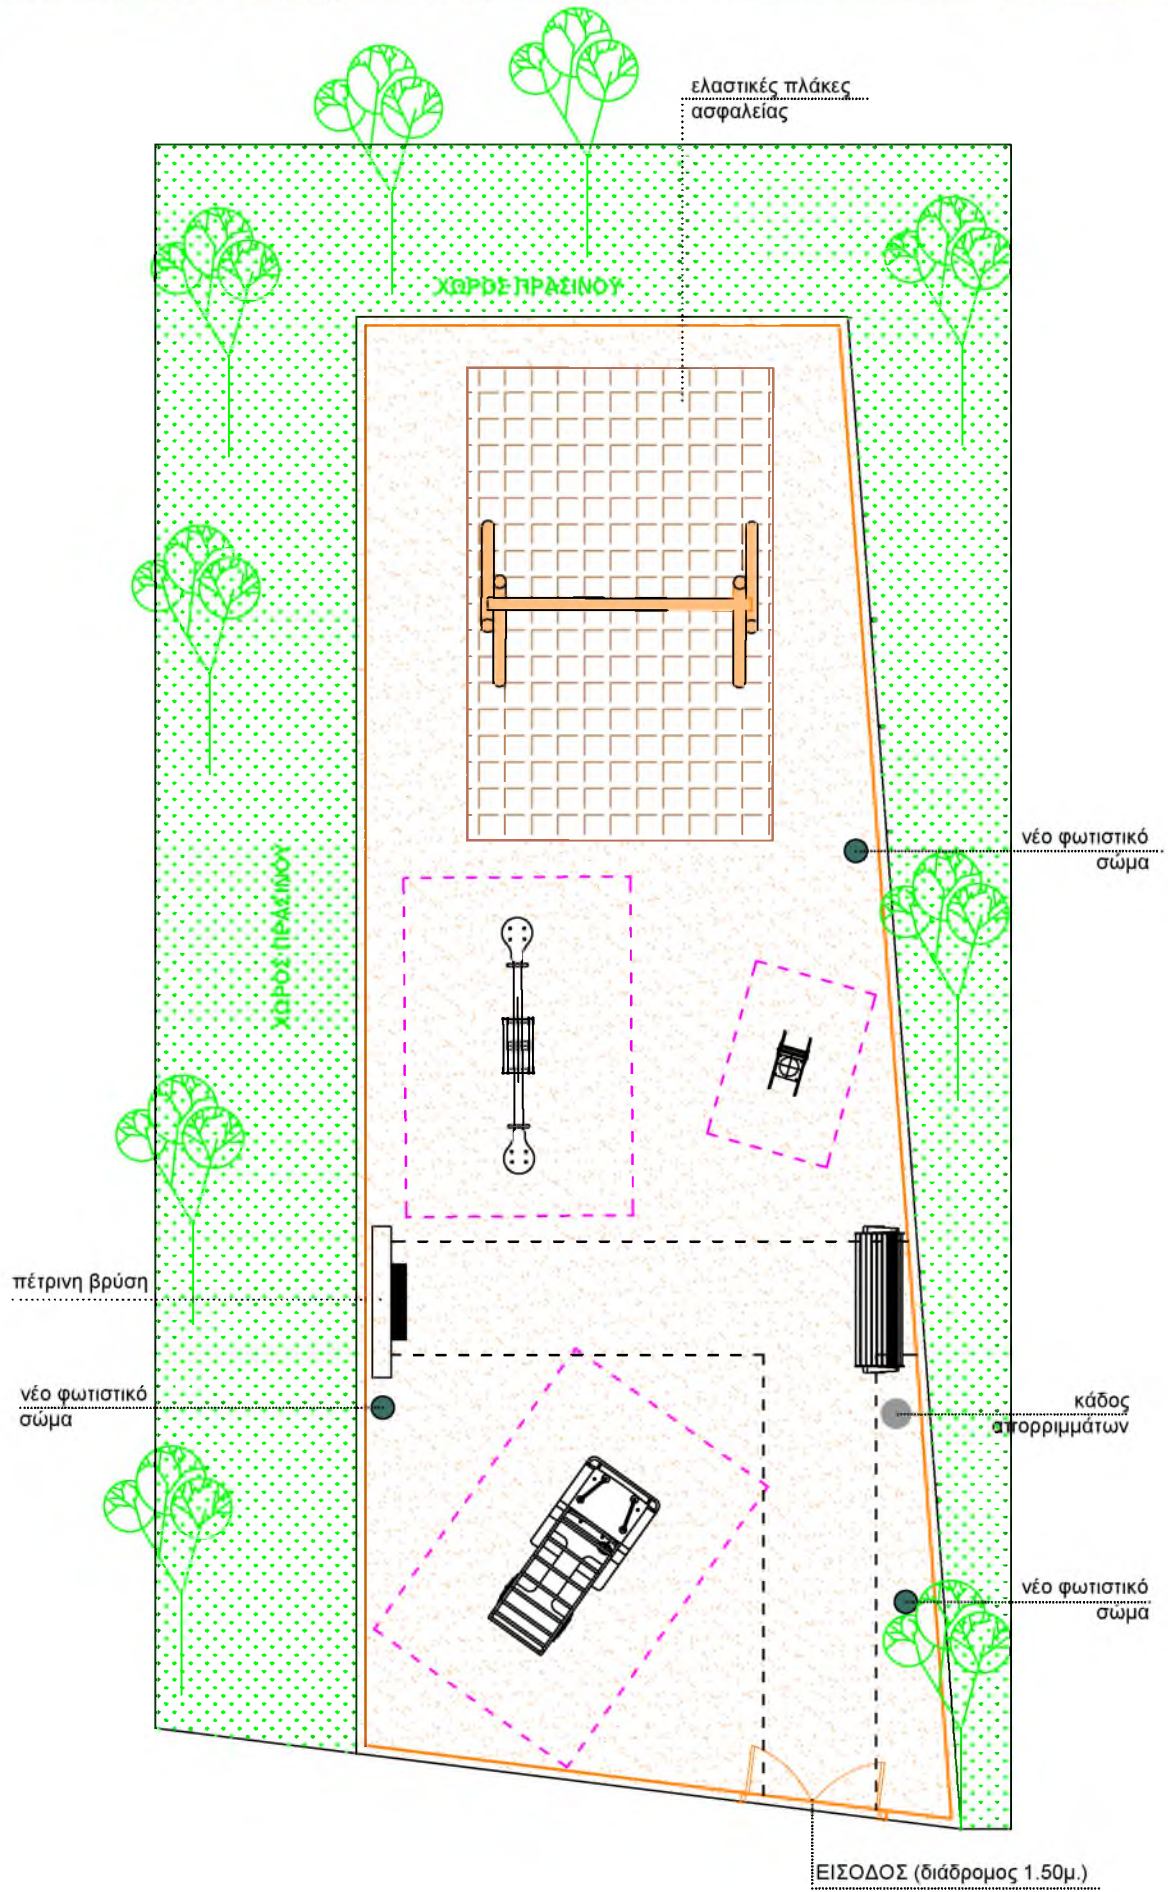 ελαστικές πλάκες
ασφαλείας
ΧΩΡΟΣ ΠΡΑΣΙΝΟΥ
νέο φωτιστικό
σώμα
ΧΩΡΟΣ ΠΡΑΣΙΝΟΥ
πέτρινη βρύση
νέο φωτιστικό
σώμα
κάδος
απορριμμάτων
νέο φωτιστικό
σώμα
ΕΙΣΟΔΟΣ (διάδρομος 1.50μ.)